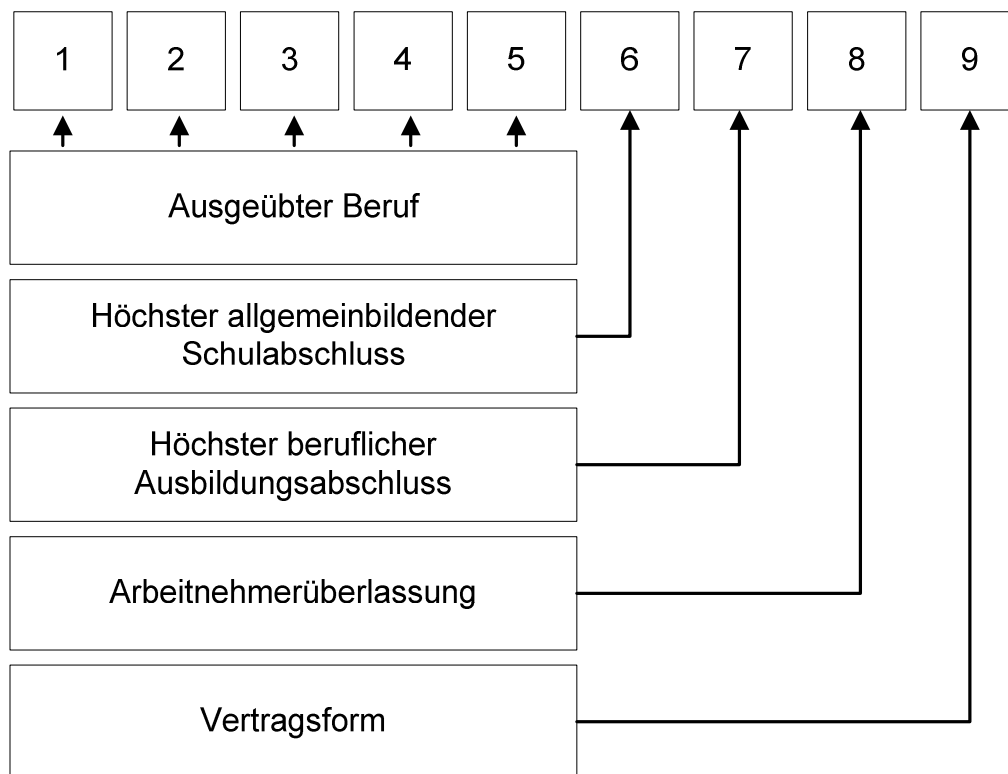 1 2 3 4 5 6 7 8 9
Ausgeübter Beruf
Höchster allgemeinbildender
Schulabschluss
Höchster beruflicher
Ausbildungsabschluss
Arbeitnehmerüberlassung
Vertragsform